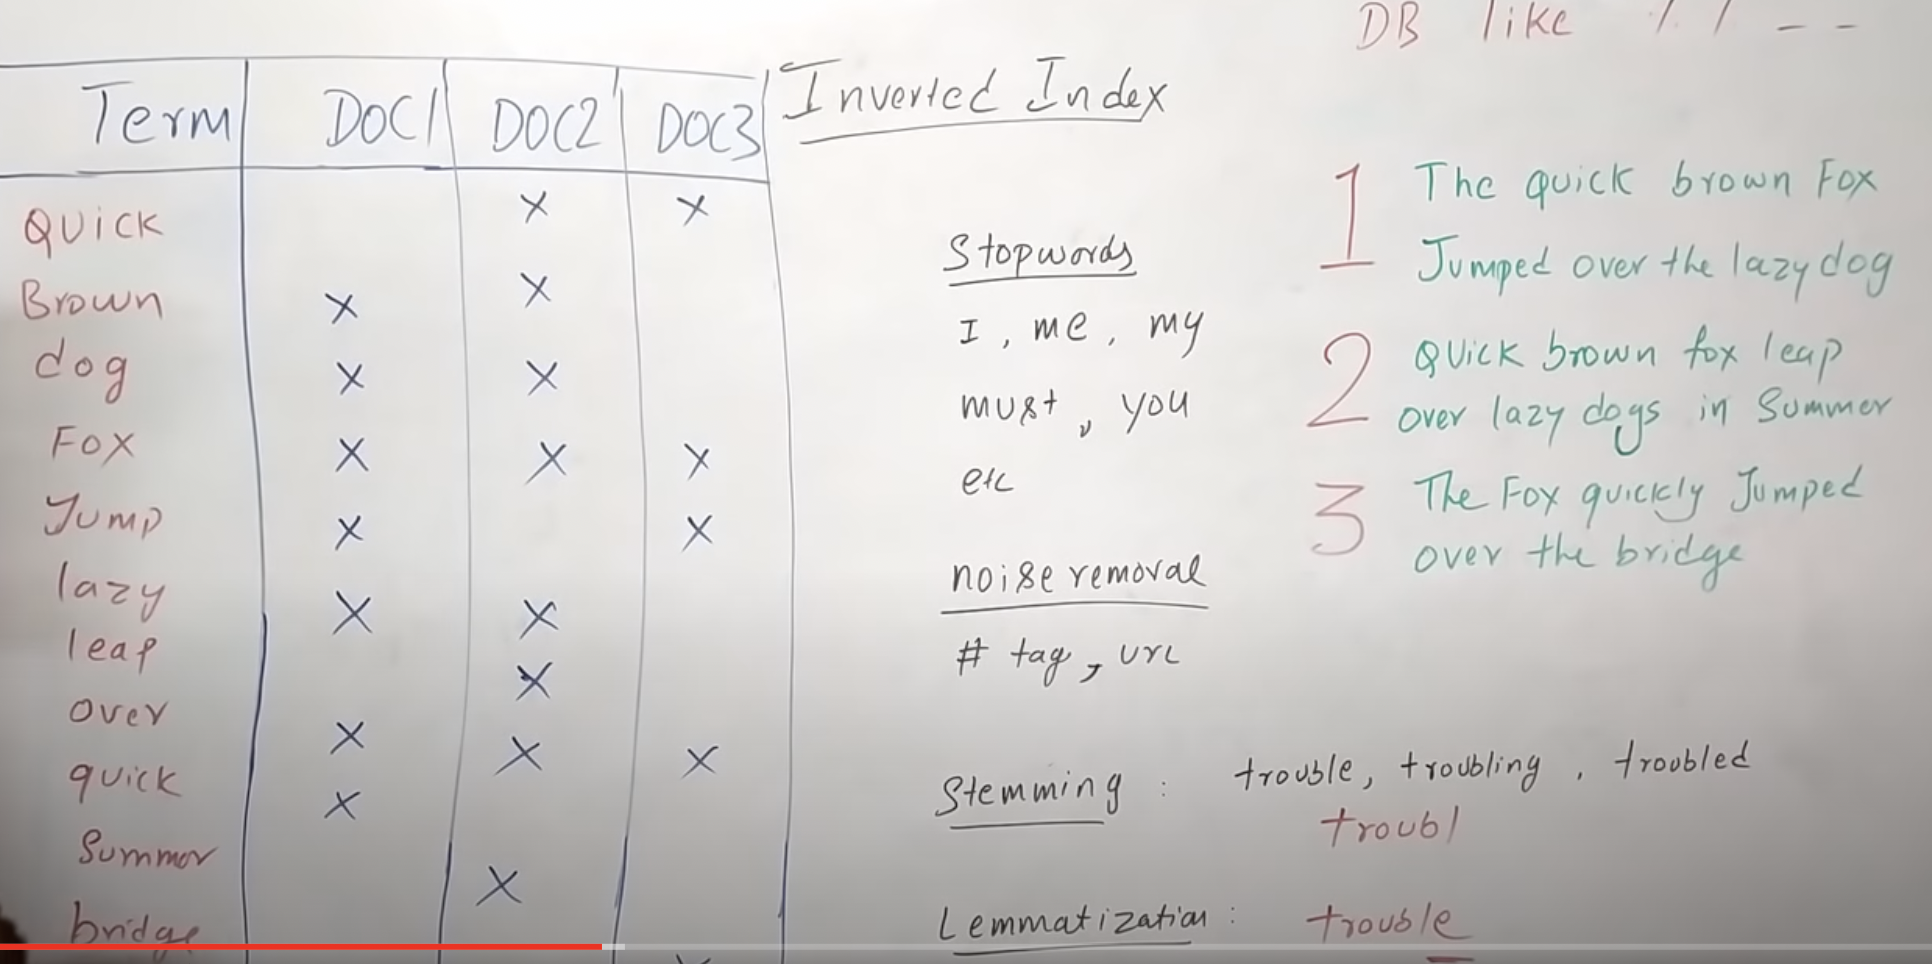 DB like % % - -
Term DOC1 DOC2 DOC3
Inverted Index
Quick x x
Brown x x
dog x x
Fox x x x
Jump x x
lazy x x
leap x
over x x x
quick x
Summer x
bridge
Stopwords
I, me, my
must, you
etc
noise removal
# tag, url
Stemming : trouble, troubling, troubled
troubl
Lemmatization : trouble
1 The quick brown Fox
Jumped over the lazy dog
2 Quick brown fox leap
over lazy dogs in Summer
3 The Fox quickly Jumped
over the bridge